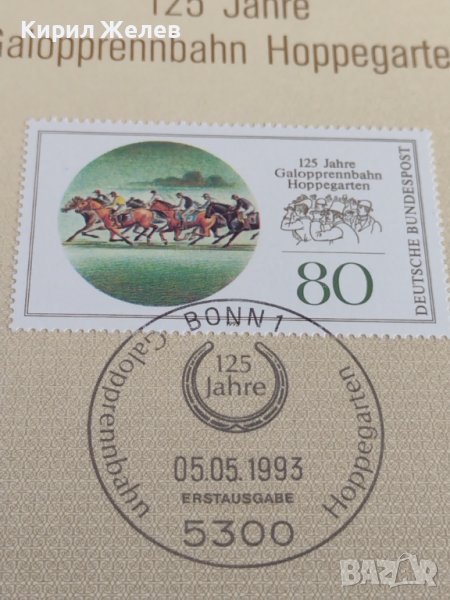 125 Jahre
Galopprennbahn Hoppegarten
Кирил Желев
125 Jahre
Galopprennbahn
Hoppegarten
80
DEUTSCHE BUNDESPOST
BONN 1
125
Jahre
Galopprennbahn
Hoppegarten
05.05.1993
ERSTAUSGABE
5300
BAZAR